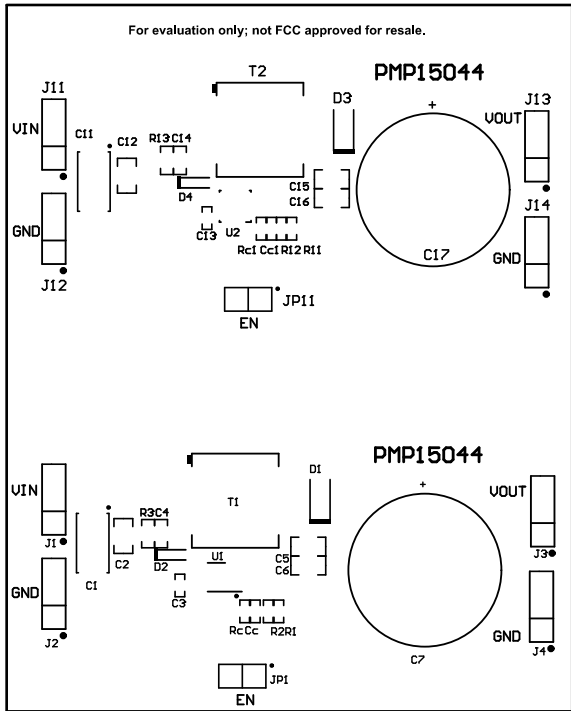 For evaluation only; not FCC approved for resale.
T2
PMP15044
J11
D3
J13
VIN
C11
C12
R13 C14
+
VOUT
D4
C15
C16
J14
GND
C13
U2
J12
Rc1 Cc1 R12 R11
C17
GND
JP11
EN
PMP15044
D1
VIN
T1
+
VOUT
R3 C4
J1
C2
D2
U1
C5
C6
J3
GND
C1
C3
J2
Rc Cc R2 R1
GND
J4
C7
JP1
EN